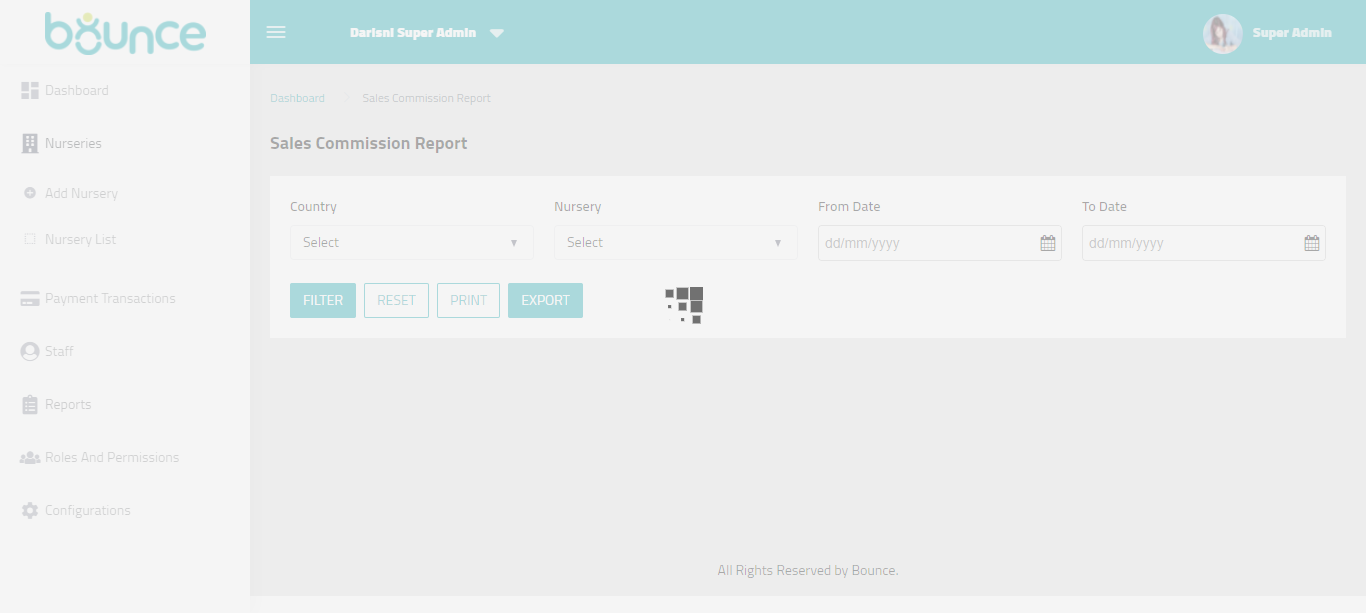 bounce
Darisni Super Admin
Super Admin
Dashboard
Nurseries
Add Nursery
Nursery List
Payment Transactions
Staff
Reports
Roles And Permissions
Configurations
Dashboard Sales Commission Report
Sales Commission Report
Country Nursery From Date To Date
Select ▼ Select ▼ dd/mm/yyyy dd/mm/yyyy
FILTER RESET PRINT EXPORT
All Rights Reserved by Bounce.